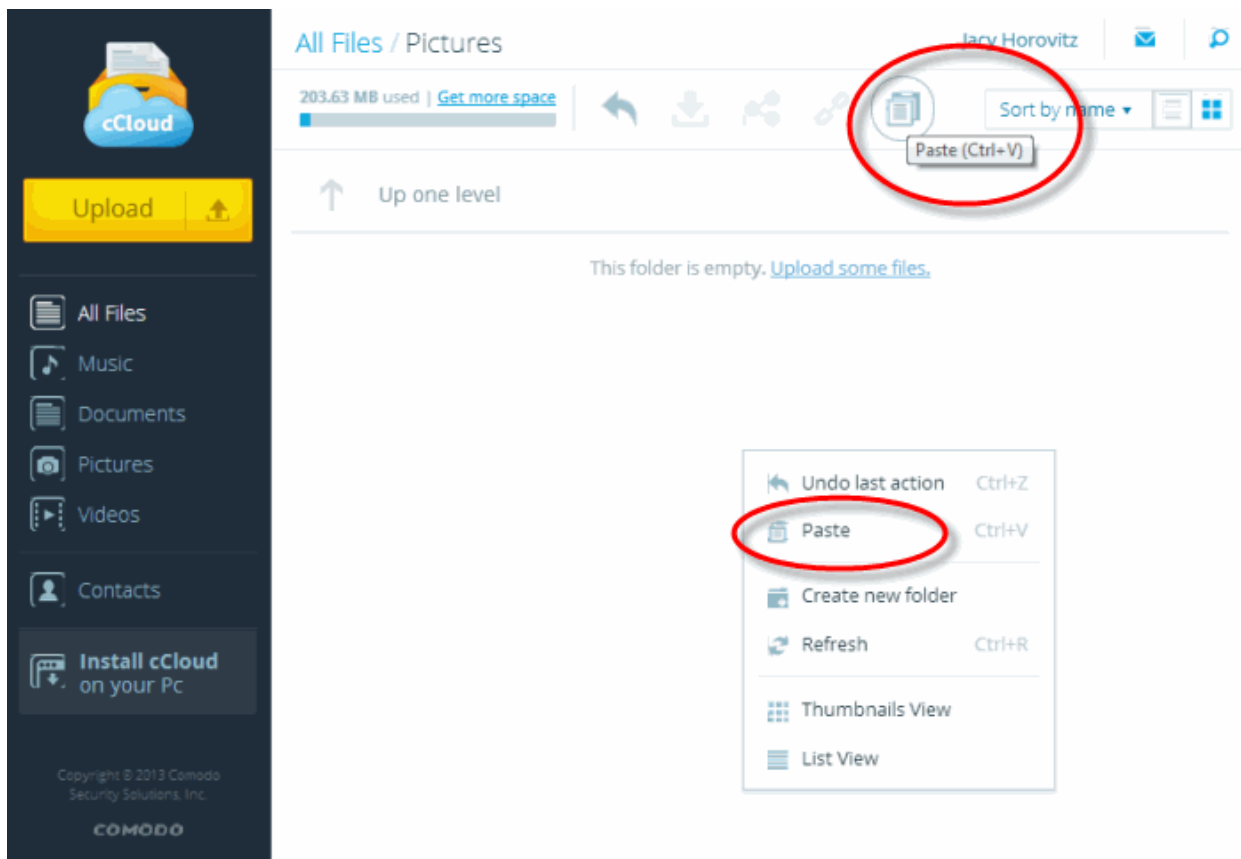 cCloud
Upload
All Files
Music
Documents
Pictures
Videos
Contacts
Install cCloud
on your Pc
Copyright © 2013 Comodo
Security Solutions, Inc.
COMODO
All Files / Pictures
Jacy Horovitz
203.63 MB used | Get more space
Sort by name
Paste (Ctrl+V)
Up one level
This folder is empty. Upload some files.
Undo last action Ctrl+Z
Paste Ctrl+V
Create new folder
Refresh Ctrl+R
Thumbnails View
List View